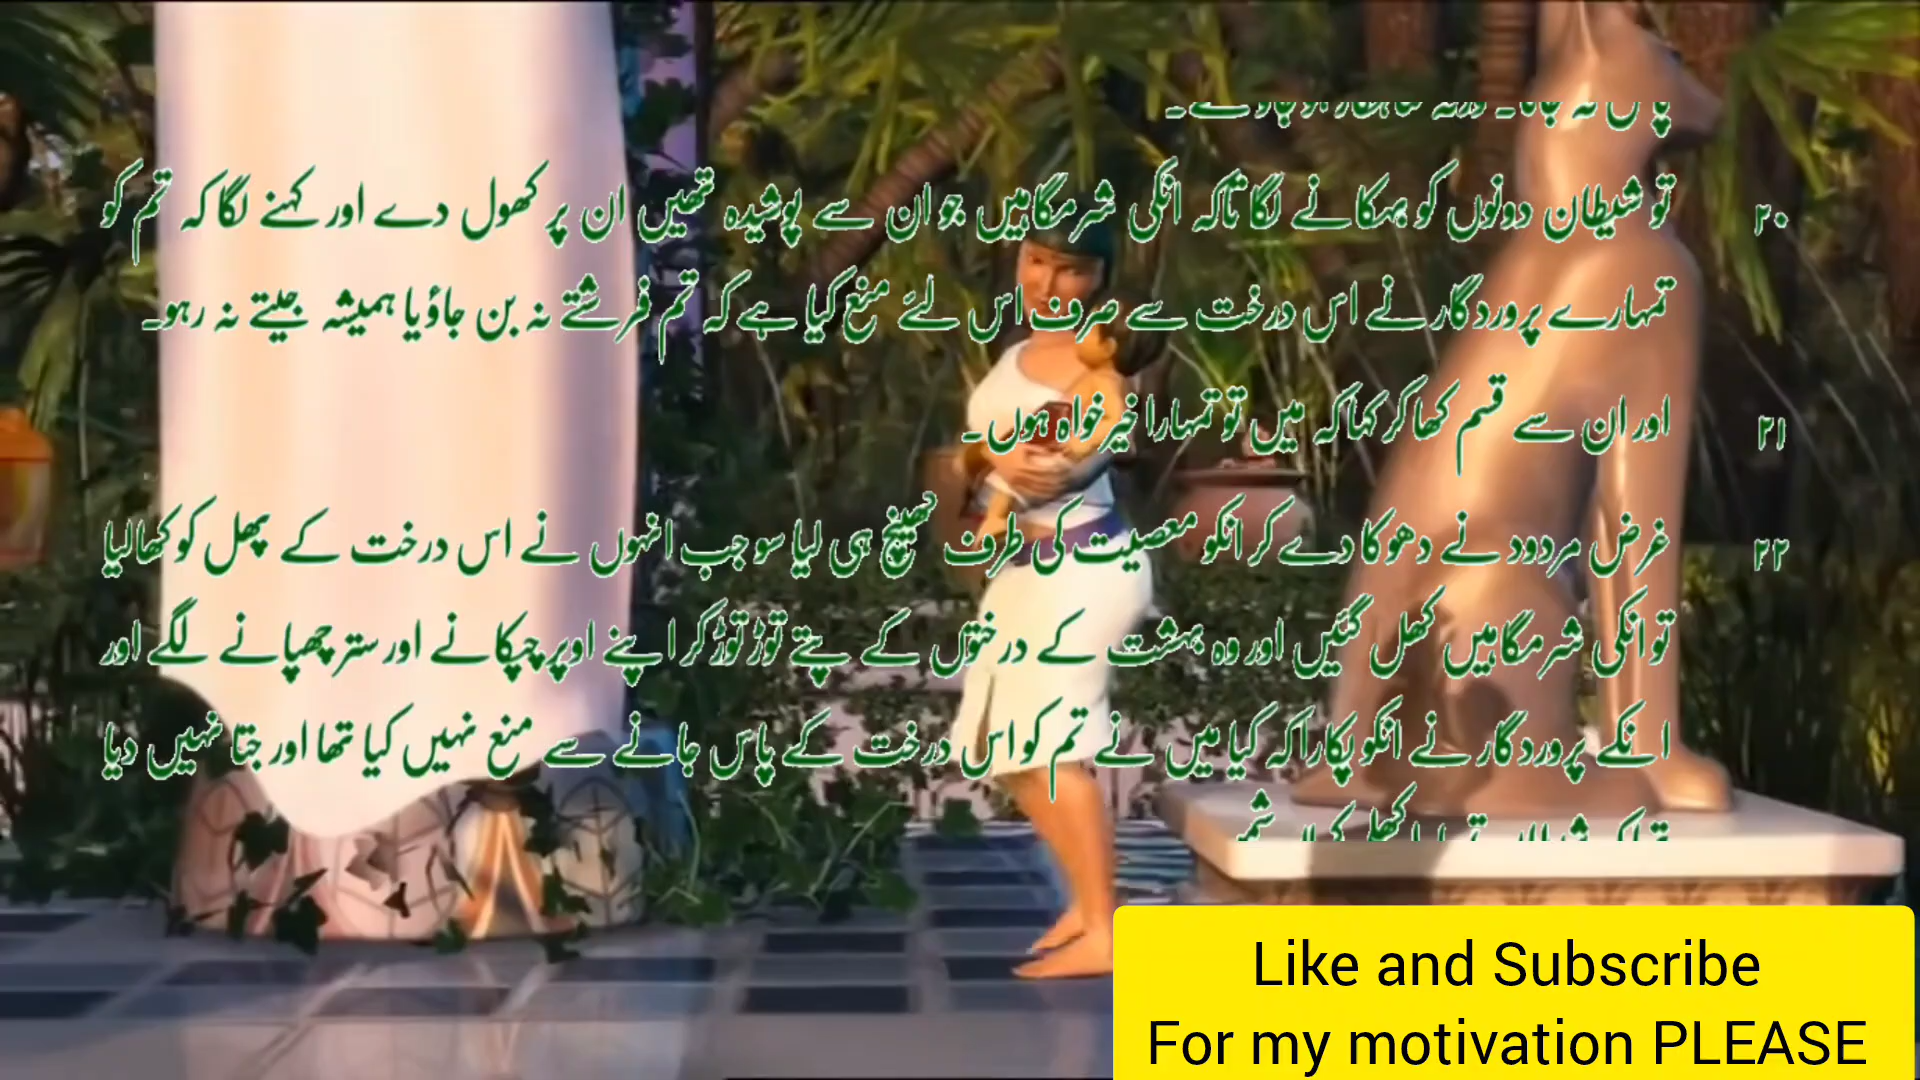 پاس نہ جانا۔ ورنہ
۲۰ تو شیطان دونوں کو بہکانے لگا تاکہ انکی شرمگاہیں جو ان سے پوشیدہ تھیں ان پر کھول دے اور کہنے لگا کہ تم کو
تمہارے پروردگار نے اس درخت سے صرف اس لئے منع کیا ہے کہ تم فرشتے نہ بن جاؤ یا ہمیشہ جیتے نہ رہو۔
۲۱ اور ان سے قسم کھا کر کہا کہ میں تو تمہارا خیر خواہ ہوں۔
۲۲ غرض مردود نے دھوکا دے کر انکو معصیت کی طرف کھینچ ہی لیا سو جب انہوں نے اس درخت کے پھل کو کھا لیا
تو انکی شرمگاہیں کھل گئیں اور وہ بہشت کے درختوں کے پتے توڑ توڑ کر اپنے اوپر چپکانے اور ستر چھپانے لگے اور
انکے پروردگار نے انکو پکارا کہ کیا میں نے تم کو اس درخت کے پاس جانے سے منع نہیں کیا تھا اور جتا نہیں دیا
Like and Subscribe
For my motivation PLEASE